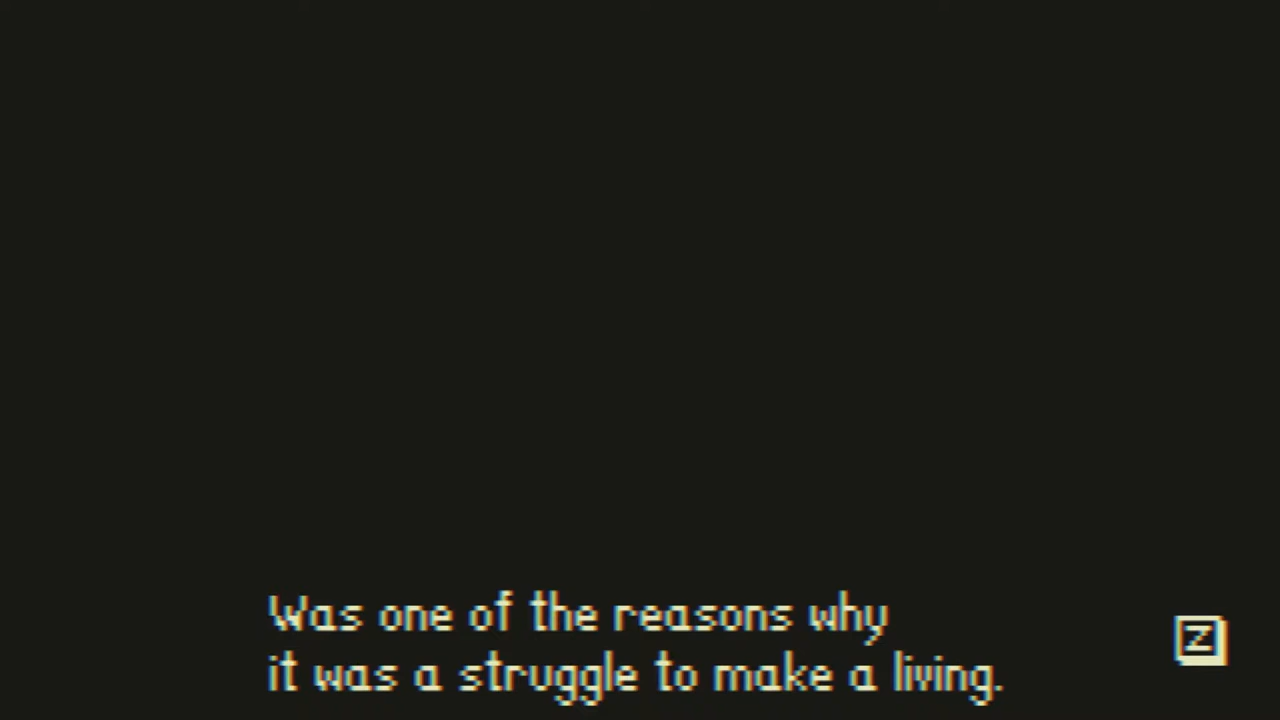 Was one of the reasons why
it was a struggle to make a living.
Z